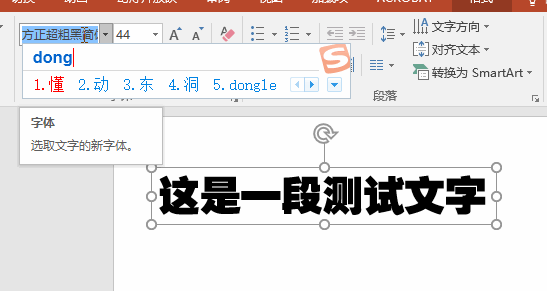 方正超粗黑简体 44 文字方向
dong
对齐文本
1.懂 2.动 3.东 4.洞 5.dongle
转换为 SmartArt
段落
字体
选取文字的新字体。
这是一段测试文字